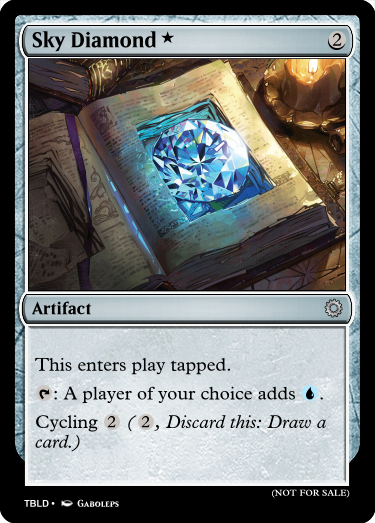 Sky Diamond ★ 2
Artifact
This enters play tapped.
: A player of your choice adds .
Cycling 2 ( 2, Discard this: Draw a
card.)
(NOT FOR SALE)
TBLD • Gaboleps